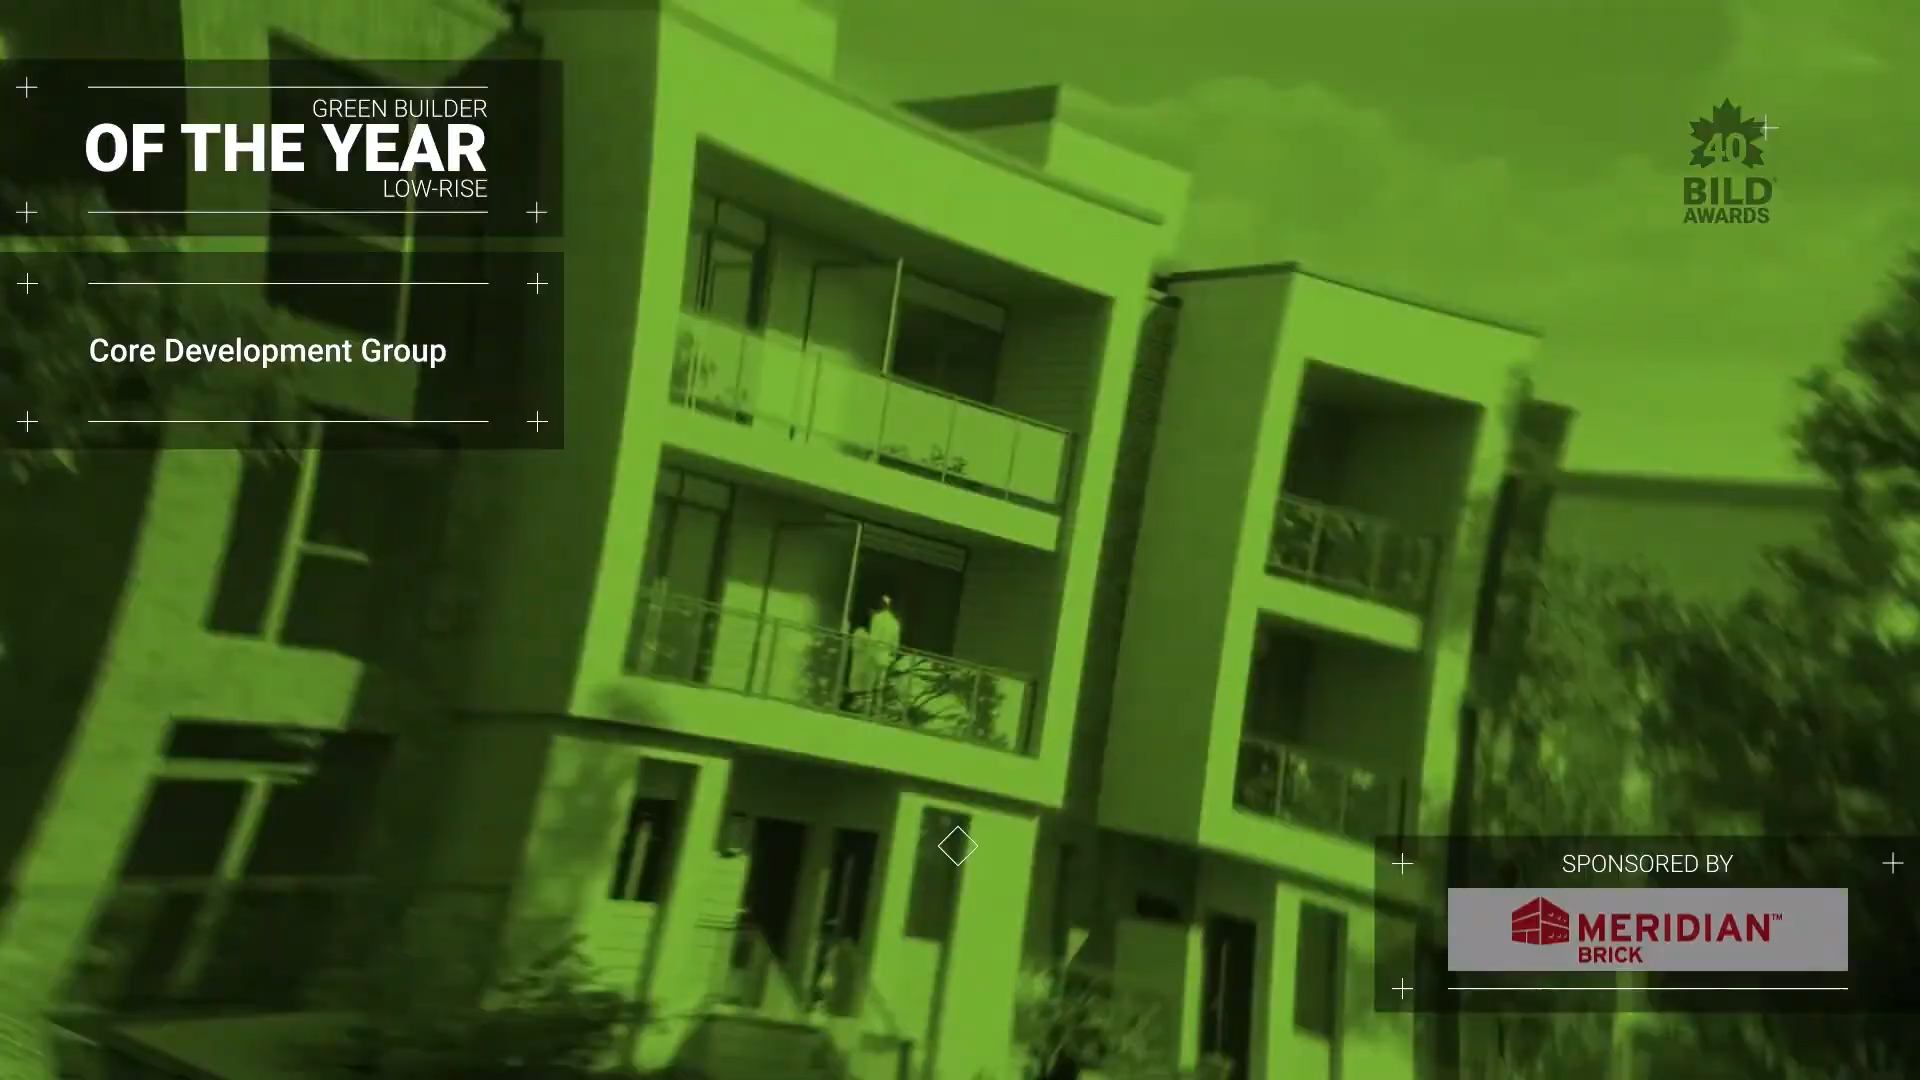 GREEN BUILDER
OF THE YEAR
LOW-RISE
Core Development Group
40
BILD
AWARDS
SPONSORED BY
MERIDIAN™
BRICK